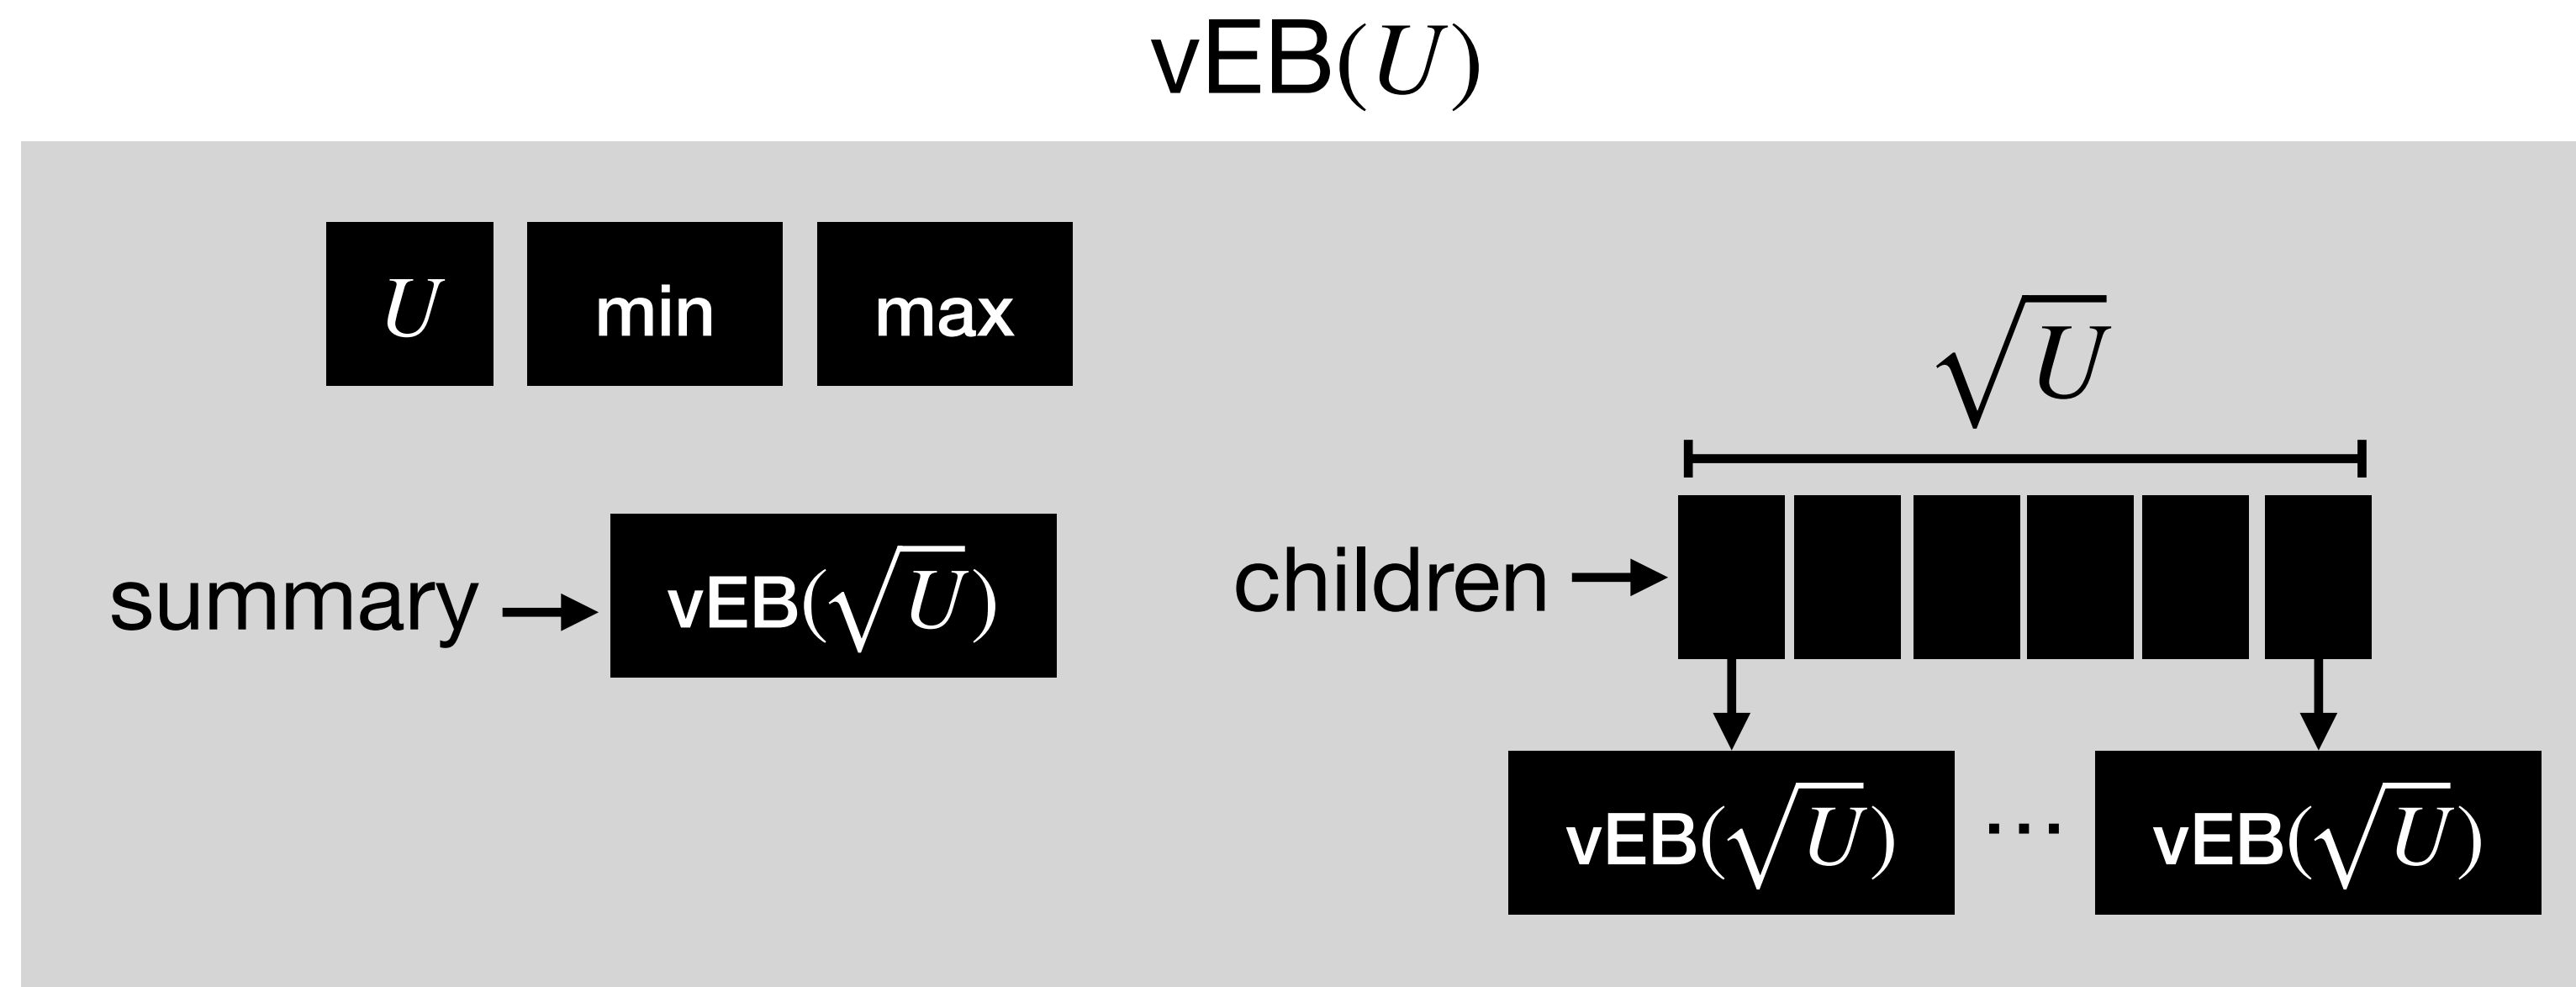 vEB(U)
U min max
√U
summary vEB(√U)
children
vEB(√U) ... vEB(√U)